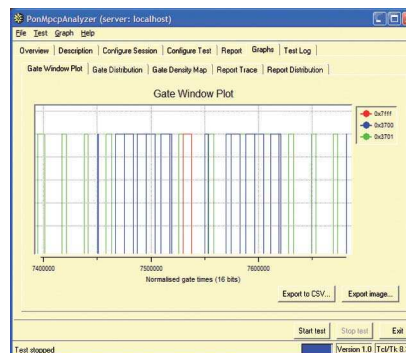 PonMpcpAnalyzer (server: localhost)
File Test Graph Help
Overview Description Configure Session Configure Test Report Graphs Test Log
Gate Window Plot Gate Distribution Gate Density Map Report Trace Report Distribution
Gate Window Plot
0x7fff
0x3700
0x3701
7400000 7500000 7600000
Normalised gate times (16 bits)
Export to CSV... Export image...
Start test Stop test Exit
Test stopped Version 1.0 Tcl/Tk 8.